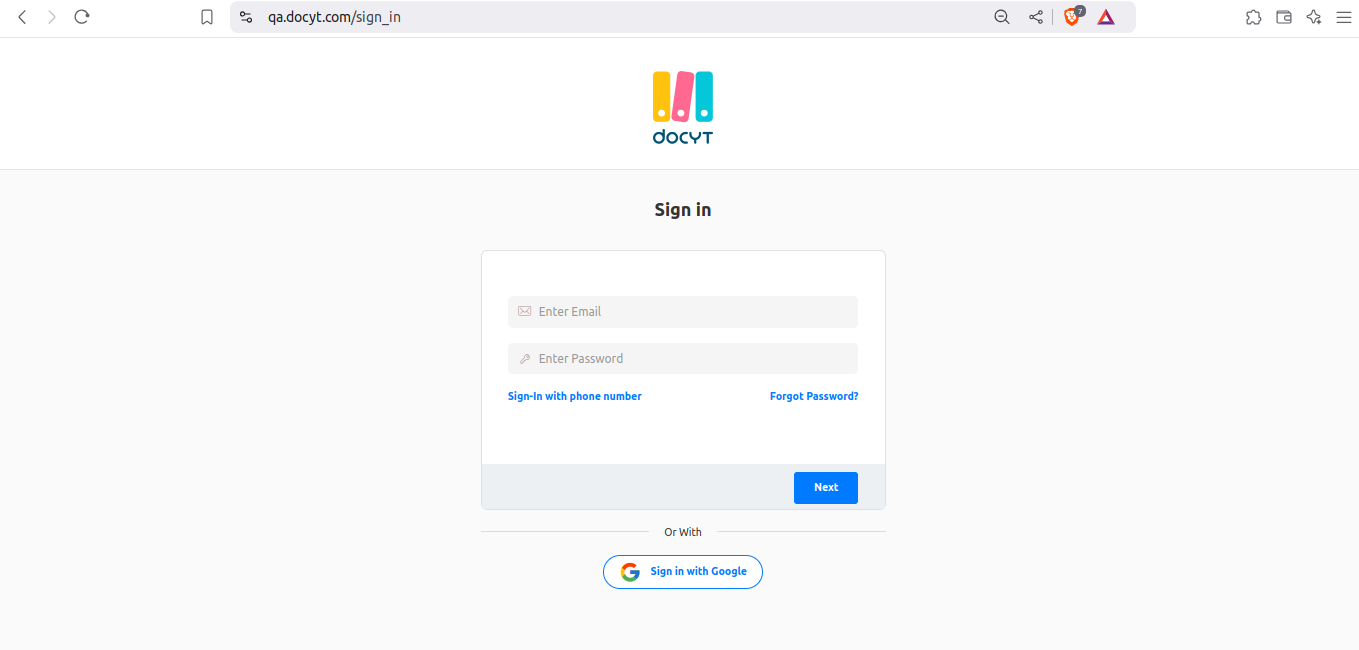 qa.docyt.com/sign_in
7
docyt
Sign in
Enter Email
Enter Password
Sign-In with phone number Forgot Password?
Next
Or With
Sign in with Google